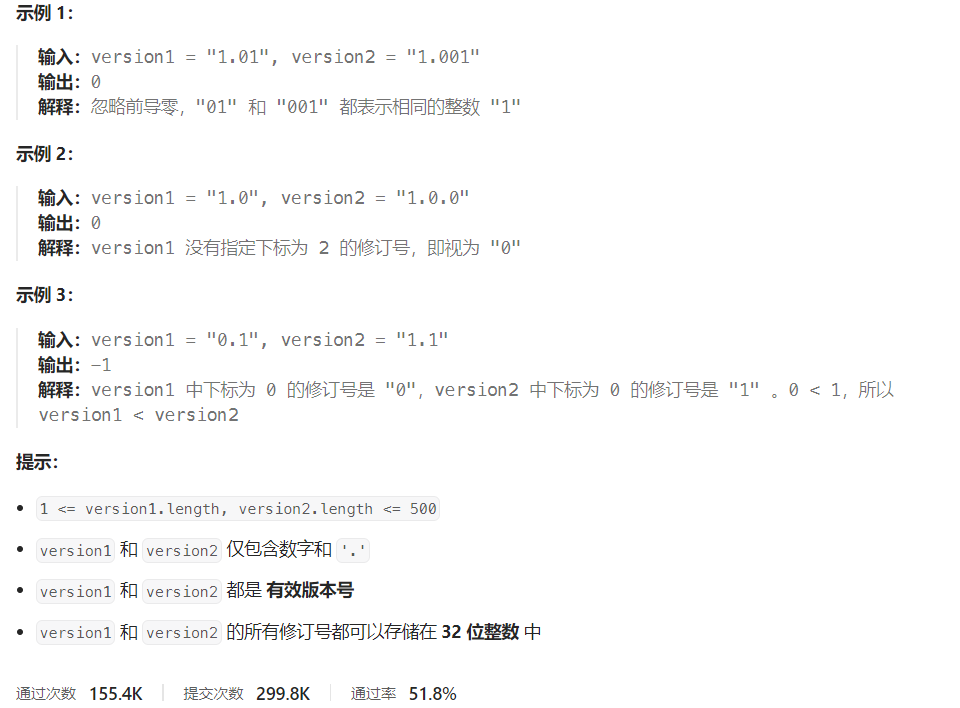 示例 1：
输入：version1 = "1.01", version2 = "1.001"
输出：0
解释：忽略前导零，"01" 和 "001" 都表示相同的整数 "1"
示例 2：
输入：version1 = "1.0", version2 = "1.0.0"
输出：0
解释：version1 没有指定下标为 2 的修订号，即视为 "0"
示例 3：
输入：version1 = "0.1", version2 = "1.1"
输出：-1
解释：version1 中下标为 0 的修订号是 "0"，version2 中下标为 0 的修订号是 "1" 。0 < 1，所以
version1 < version2
提示：
1 <= version1.length, version2.length <= 500
version1 和 version2 仅包含数字和 '.'
version1 和 version2 都是 有效版本号
version1 和 version2 的所有修订号都可以存储在 32 位整数 中
通过次数 155.4K 提交次数 299.8K 通过率 51.8%